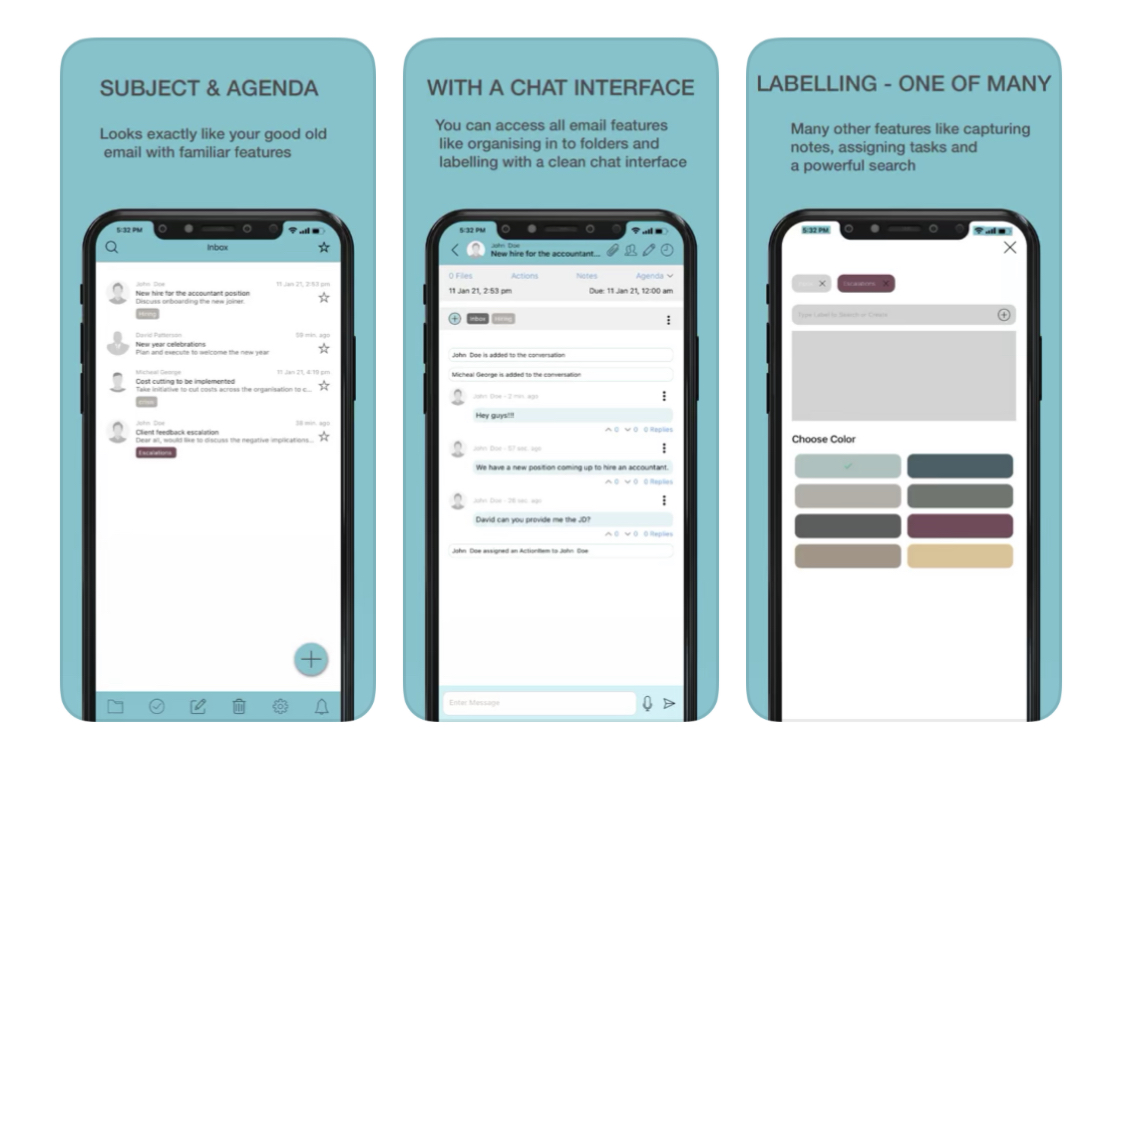 SUBJECT & AGENDA
Looks exactly like your good old
email with familiar features
5:32 PM
Inbox
John Doe
11 Jan 21, 2:53 pm
New hire for the accountant position
Discuss onboarding the new joiner.
Hiring
David Patterson
59 min. ago
New year celebrations
Plan and execute to welcome the new year
Micheal George
11 Jan 21, 4:19 pm
Cost cutting to be implemented
Take initiative to cut costs across the organisation to c...
John Doe
39 min. ago
Client feedback escalation
Dear all, would like to discuss the negative implications...
Escalations
WITH A CHAT INTERFACE
You can access all email features
like organising in to folders and
labelling with a clean chat interface
5:32 PM
John Doe
New hire for the accountant...
0 Files
Actions
Notes
Agenda
11 Jan 21, 2:53 pm
Due: 11 Jan 21, 12:00 am
Inbox
Hiring
John Doe is added to the conversation
Micheal George is added to the conversation
John Doe - 2 min. ago
Hey guys!!!
0 0 0 Replies
John Doe - 57 sec. ago
We have a new position coming up to hire an accountant.
0 0 0 Replies
John Doe - 39 sec. ago
David can you provide me the JD?
0 0 0 Replies
John Doe assigned an ActionItem to John Doe
Enter Message
LABELLING - ONE OF MANY
Many other features like capturing
notes, assigning tasks and
a powerful search
5:32 PM
Escalations
Type Label to Search or Create
Choose Color